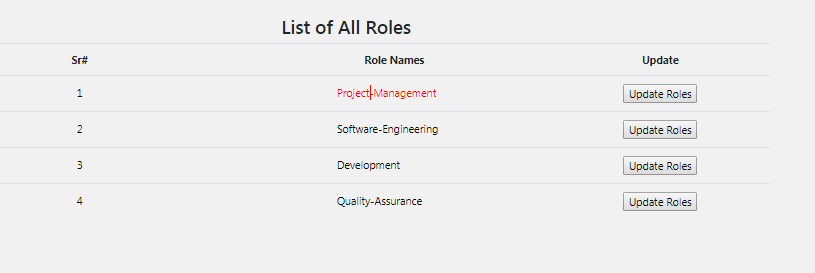 List of All Roles
Sr# Role Names Update
1 Project-Management Update Roles
2 Software-Engineering Update Roles
3 Development Update Roles
4 Quality-Assurance Update Roles